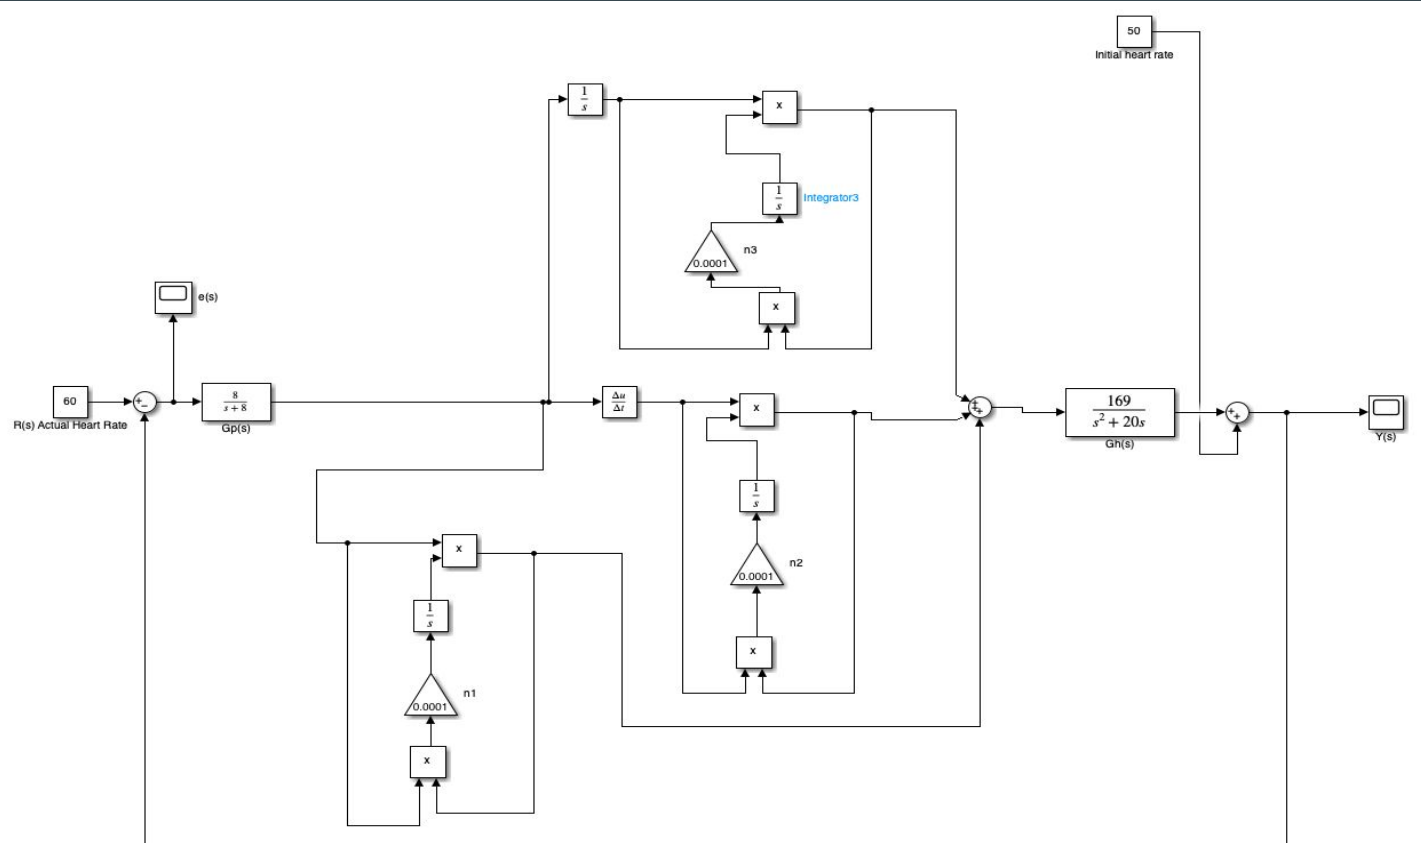 50
Initial heart rate
1
s
x
1
s
Integrator3
n3
0.0001
x
e(s)
60
R(s) Actual Heart Rate
+
−
8
s + 8
Gp(s)
Δu
Δt
x
+
+
+
169
s² + 20s
Gh(s)
+
+
Y(s)
1
s
n2
0.0001
x
x
1
s
n1
0.0001
x